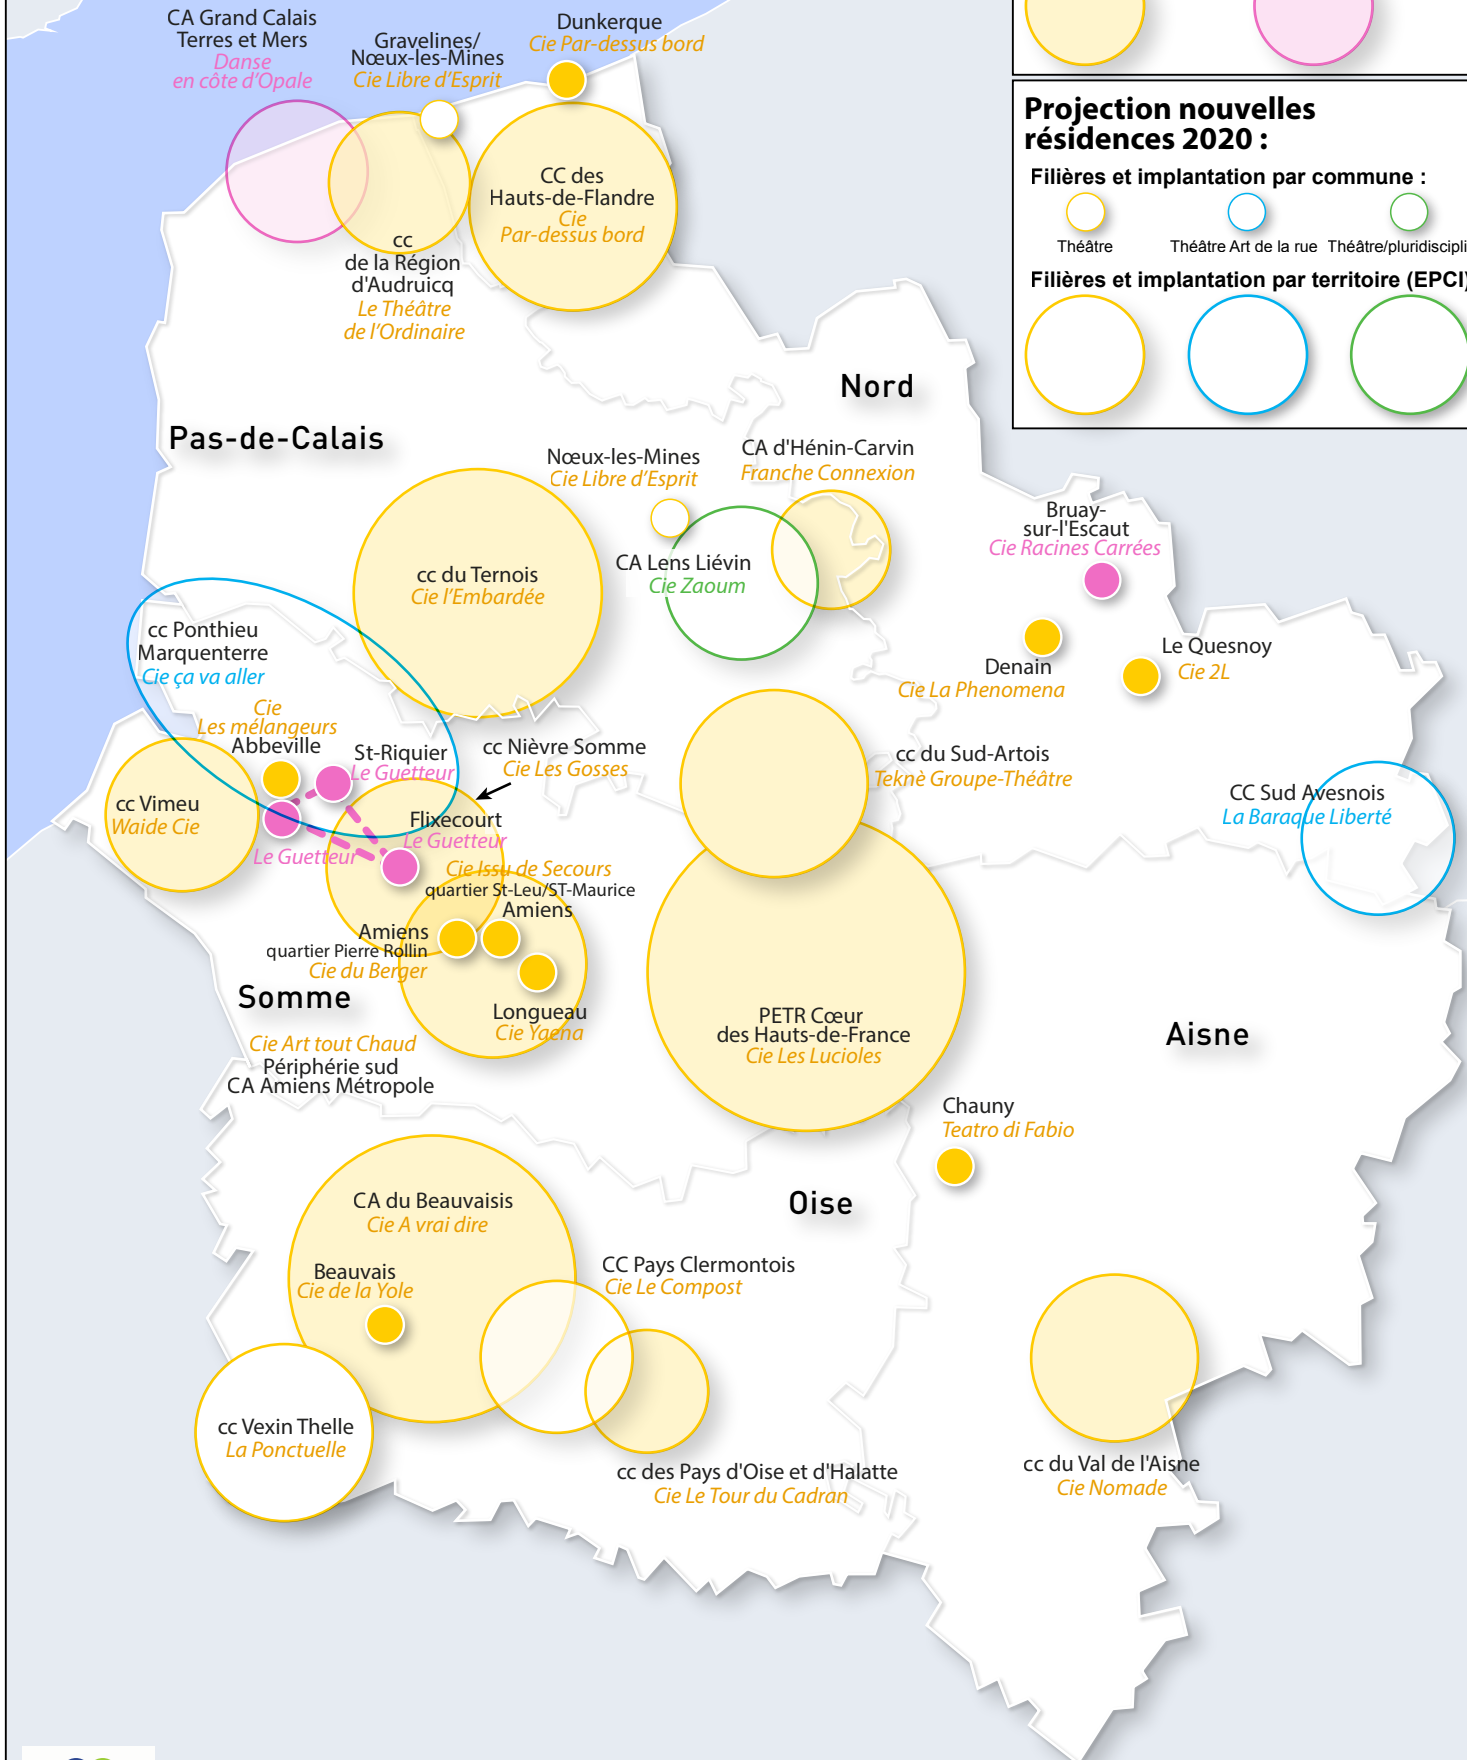 CA Grand Calais
Terres et Mers
Danse
en côte d'Opale
Gravelines/
Nœux-les-Mines
Cie Libre d'Esprit
Dunkerque
Cie Par-dessus bord
Projection nouvelles
résidences 2020 :
Filières et implantation par commune :
Théâtre
Théâtre Art de la rue
Théâtre/pluridiscipli
Filières et implantation par territoire (EPCI)
CC des
Hauts-de-Flandre
Cie
Par-dessus bord
cc
de la Région
d'Audruicq
Le Théâtre
de l'Ordinaire
Nord
Pas-de-Calais
Nœux-les-Mines
Cie Libre d'Esprit
CA d'Hénin-Carvin
Franche Connexion
Bruay-
sur-l'Escaut
Cie Racines Carrées
CA Lens Liévin
Cie Zaoum
cc du Ternois
Cie l'Embardée
cc Ponthieu
Marquenterre
Cie ça va aller
Denain
Cie La Phenomena
Le Quesnoy
Cie 2L
Cie
Les mélangeurs
Abbeville
St-Riquier
Le Guetteur
cc Nièvre Somme
Cie Les Gosses
cc du Sud-Artois
Teknè Groupe-Théâtre
CC Sud Avesnois
La Baraque Liberté
cc Vimeu
Waide Cie
Le Guetteur
Flixecourt
Le Guetteur
Cie Issu de Secours
quartier St-Leu/ST-Maurice
Amiens
Amiens
quartier Pierre Rollin
Cie du Berger
Somme
Longueau
Cie Yaena
Cie Art tout Chaud
Périphérie sud
CA Amiens Métropole
PETR Cœur
des Hauts-de-France
Cie Les Lucioles
Aisne
Chauny
Teatro di Fabio
Oise
CA du Beauvaisis
Cie A vrai dire
Beauvais
Cie de la Yole
CC Pays Clermontois
Cie Le Compost
cc Vexin Thelle
La Ponctuelle
cc des Pays d'Oise et d'Halatte
Cie Le Tour du Cadran
cc du Val de l'Aisne
Cie Nomade